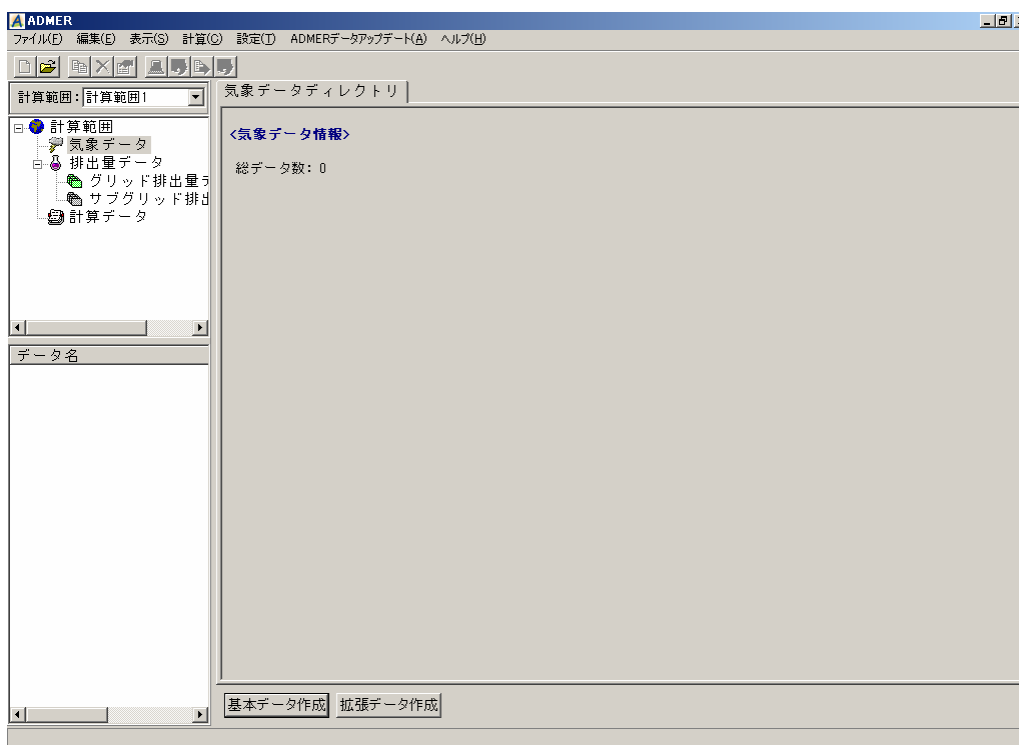 ADMER
ファイル(F) 編集(E) 表示(S) 計算(C) 設定(T) ADMERデータアップデート(A) ヘルプ(H)
計算範囲: 計算範囲1
計算範囲
気象データ
排出量データ
グリッド排出量デ
サブグリッド排出
計算データ
データ名
気象データディレクトリ
<気象データ情報>
総データ数: 0
基本データ作成 拡張データ作成